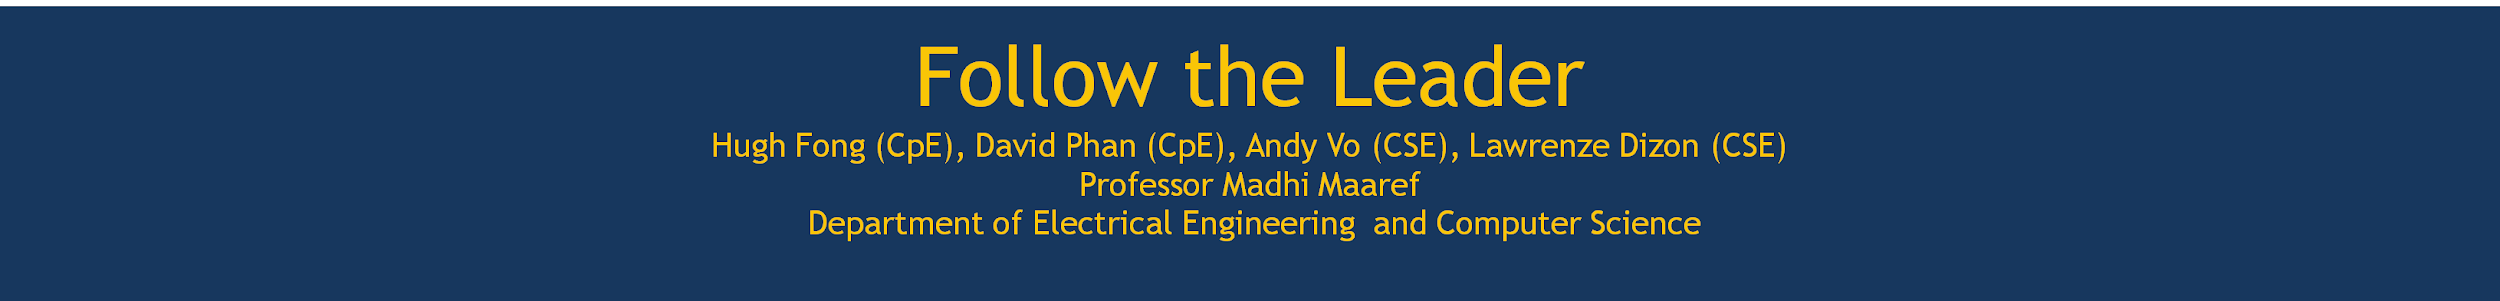 Follow the Leader
Hugh Fong (CpE), David Phan (CpE), Andy Vo (CSE), Lawrenze Dizon (CSE)
Professor Madhi Maaref
Department of Electrical Engineering  and Computer Science